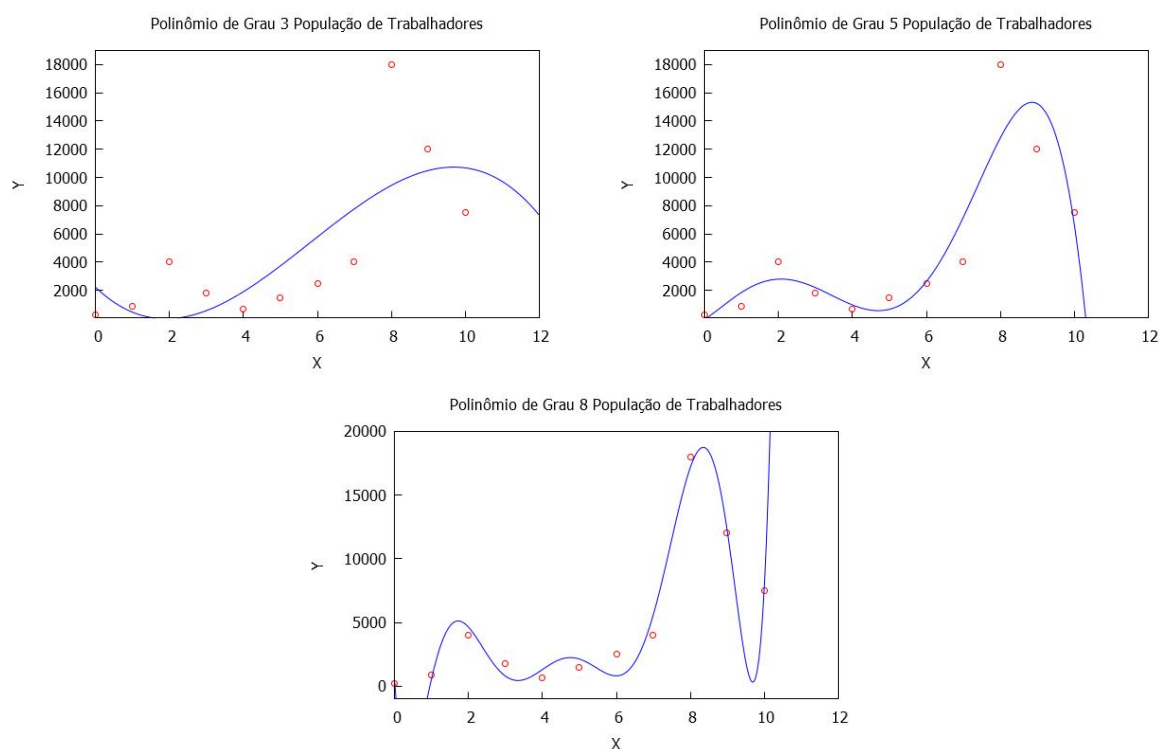 Polinômio de Grau 3 População de Trabalhadores
18000
16000
14000
12000
10000
8000
6000
4000
2000
Y
0 2 4 6 8 10 12
X
Polinômio de Grau 5 População de Trabalhadores
18000
16000
14000
12000
10000
8000
6000
4000
2000
Y
0 2 4 6 8 10 12
X
Polinômio de Grau 8 População de Trabalhadores
20000
15000
10000
5000
0
Y
0 2 4 6 8 10 12
X